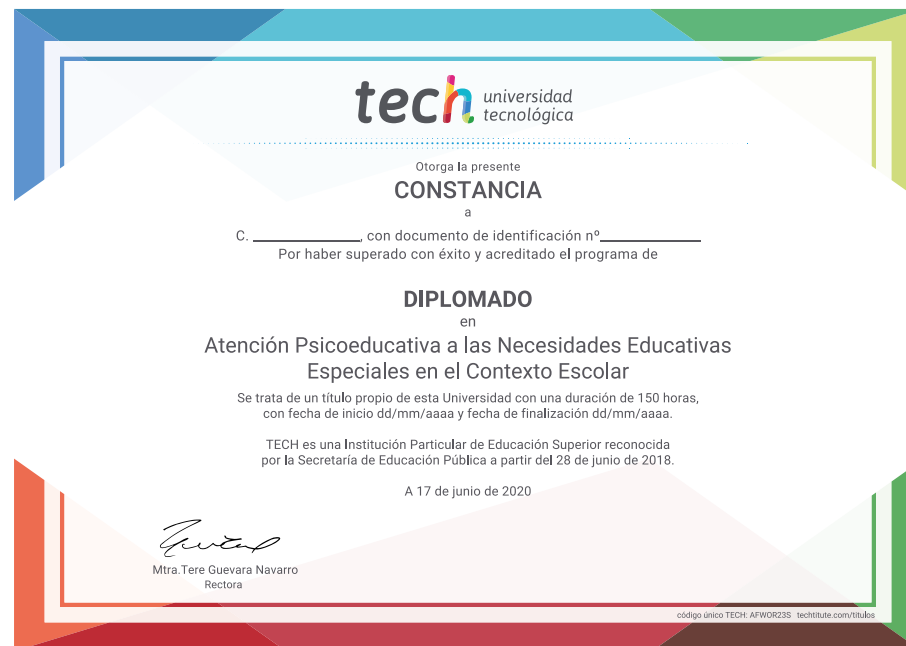 tech universidad
tecnológica
Otorga la presente
CONSTANCIA
a
C. ____________, con documento de identificación nº____________
Por haber superado con éxito y acreditado el programa de
DIPLOMADO
en
Atención Psicoeducativa a las Necesidades Educativas
Especiales en el Contexto Escolar
Se trata de un título propio de esta Universidad con una duración de 150 horas,
con fecha de inicio dd/mm/aaaa y fecha de finalización dd/mm/aaaa.
TECH es una Institución Particular de Educación Superior reconocida
por la Secretaría de Educación Pública a partir del 28 de junio de 2018.
A 17 de junio de 2020
Mtra.Tere Guevara Navarro
Rectora
código único TECH: AFWOR23S techtitute.com/titulos